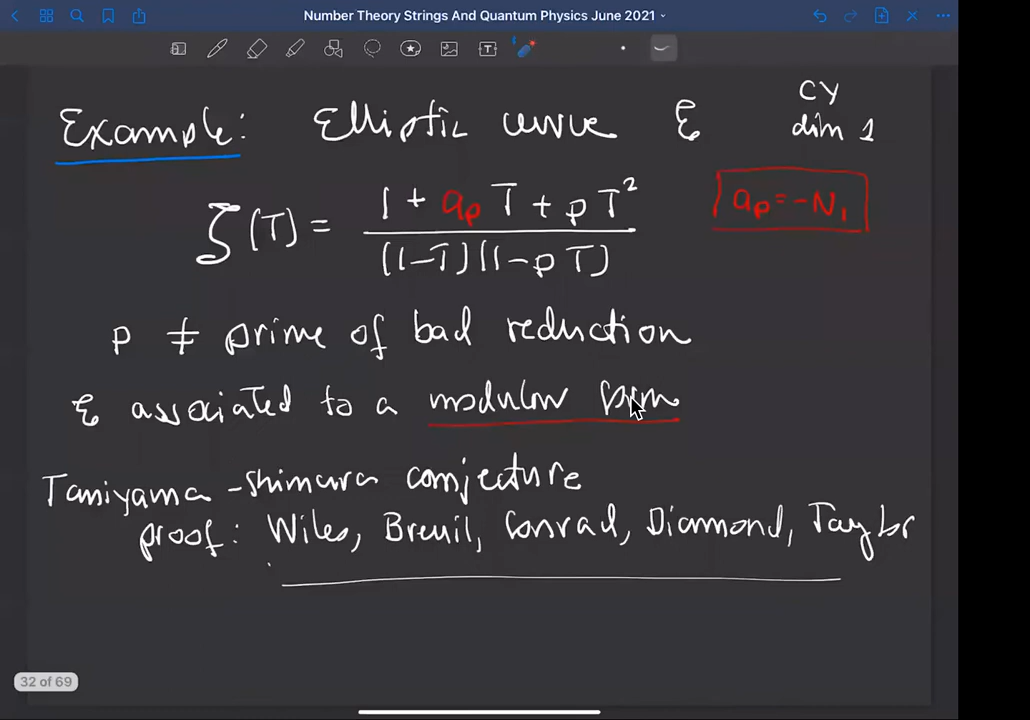 Number Theory Strings And Quantum Physics June 2021
Example: Elliptic curve ℰ CY dim 1
ζ(T) = (1 + a_p T + p T²) / ((1-T)(1-p T)) a_p = -N_1
p ≠ prime of bad reduction
ℰ associated to a modular form
Taniyama-Shimura conjecture
proof: Wiles, Breuil, Conrad, Diamond, Taylor
32 of 69